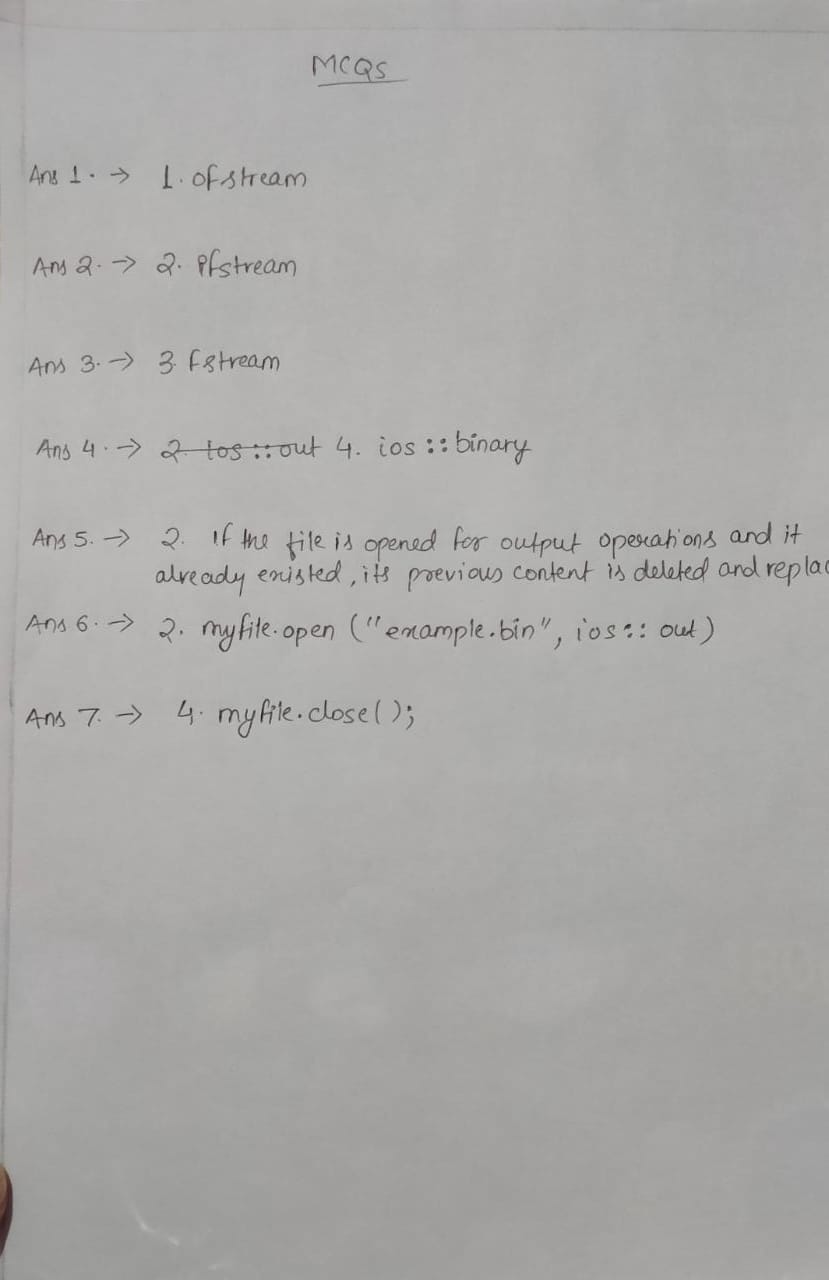 MCQS
Ans 1. → 1. ofstream
Ans 2. → 2. ifstream
Ans 3. → 3. fstream
Ans 4. → 2. ios::out 4. ios::binary
Ans 5. → 2. If the file is opened for output operations and it
already existed, its previous content is deleted and replac
Ans 6. → 2. myfile.open ("example.bin", ios:: out)
Ans 7. → 4. myfile.close();